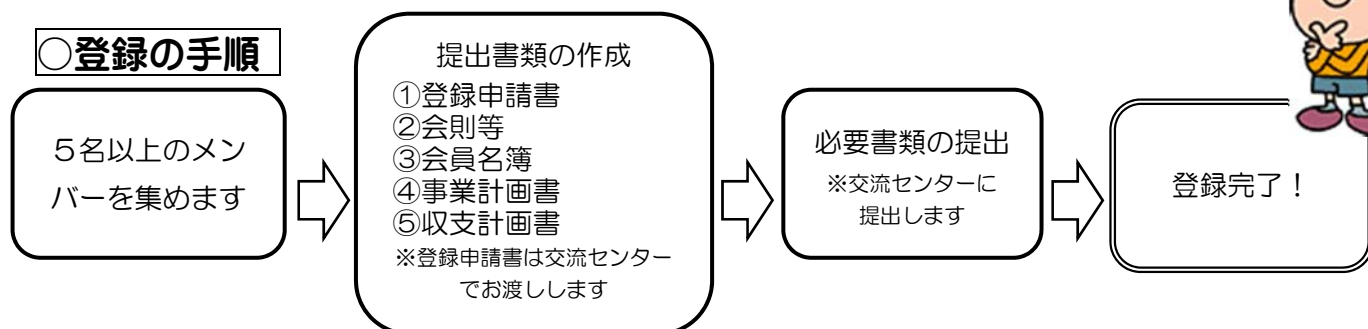 ○登録の手順
５名以上のメン
バーを集めます
提出書類の作成
①登録申請書
②会則等
③会員名簿
④事業計画書
⑤収支計画書
※登録申請書は交流センター
でお渡しします
必要書類の提出
※交流センターに
提出します
登録完了！